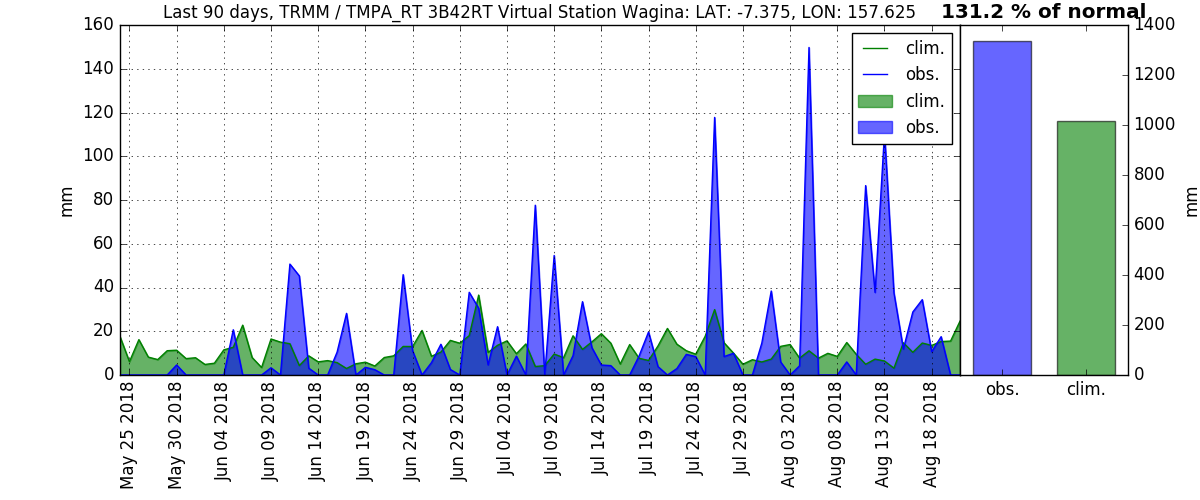 Last 90 days, TRMM / TMPA_RT 3B42RT Virtual Station Wagina: LAT: -7.375, LON: 157.625
131.2 % of normal
mm
160
140
120
100
80
60
40
20
0
clim.
obs.
clim.
obs.
May 25 2018
May 30 2018
Jun 04 2018
Jun 09 2018
Jun 14 2018
Jun 19 2018
Jun 24 2018
Jun 29 2018
Jul 04 2018
Jul 09 2018
Jul 14 2018
Jul 19 2018
Jul 24 2018
Jul 29 2018
Aug 03 2018
Aug 08 2018
Aug 13 2018
Aug 18 2018
1400
1200
1000
800
600
400
200
0
mm
obs.
clim.